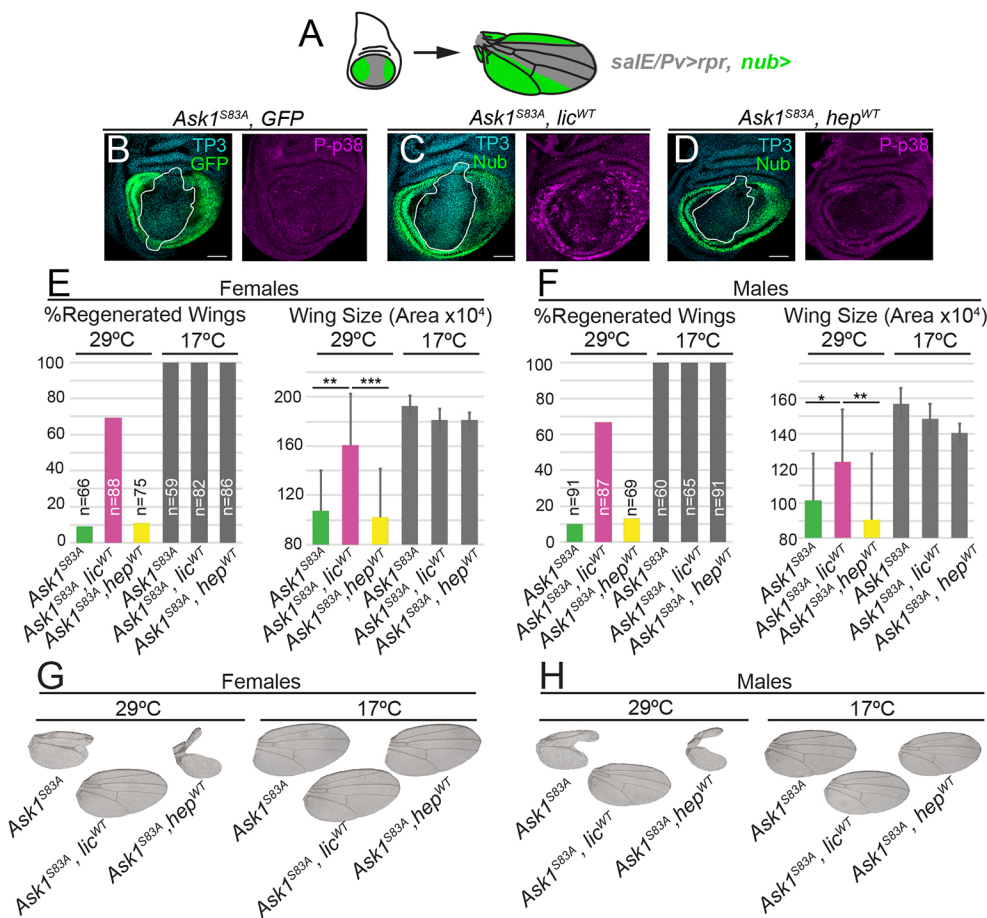 A
salE/Pv>rpr, nub>
Ask1S83A, GFP
Ask1S83A, licWT
Ask1S83A, hepWT
B
TP3
GFP
P-p38
C
TP3
Nub
D
TP3
Nub
P-p38
E
Females
%Regenerated Wings
Wing Size (Area x104)
29ºC
17ºC
29ºC
17ºC
100
80
60
40
20
0
n=66
n=88
n=75
n=59
n=82
n=86
200
160
120
80
**
***
Ask1S83A
Ask1S83A, licWT
Ask1S83A,hepWT
Ask1S83A
Ask1S83A, licWT
Ask1S83A, hepWT
Ask1S83A
Ask1S83A, licWT
Ask1S83A, hepWT
Ask1S83A
Ask1S83A, licWT
Ask1S83A, hepWT
F
Males
%Regenerated Wings
Wing Size (Area x104)
29ºC
17ºC
29ºC
17ºC
100
80
60
40
20
0
n=91
n=87
n=69
n=60
n=65
n=91
160
140
120
100
80
*
**
Ask1S83A
Ask1S83A, licWT
Ask1S83A,hepWT
Ask1S83A
Ask1S83A, licWT
Ask1S83A, hepWT
Ask1S83A
Ask1S83A, licWT
Ask1S83A, hepWT
Ask1S83A
Ask1S83A, licWT
Ask1S83A, hepWT
G
Females
29ºC
17ºC
Ask1S83A
Ask1S83A, licWT
Ask1S83A,hepWT
Ask1S83A
Ask1S83A, licWT
Ask1S83A,hepWT
H
Males
29ºC
17ºC
Ask1S83A
Ask1S83A, licWT
Ask1S83A,hepWT
Ask1S83A
Ask1S83A, licWT
Ask1S83A, hepWT